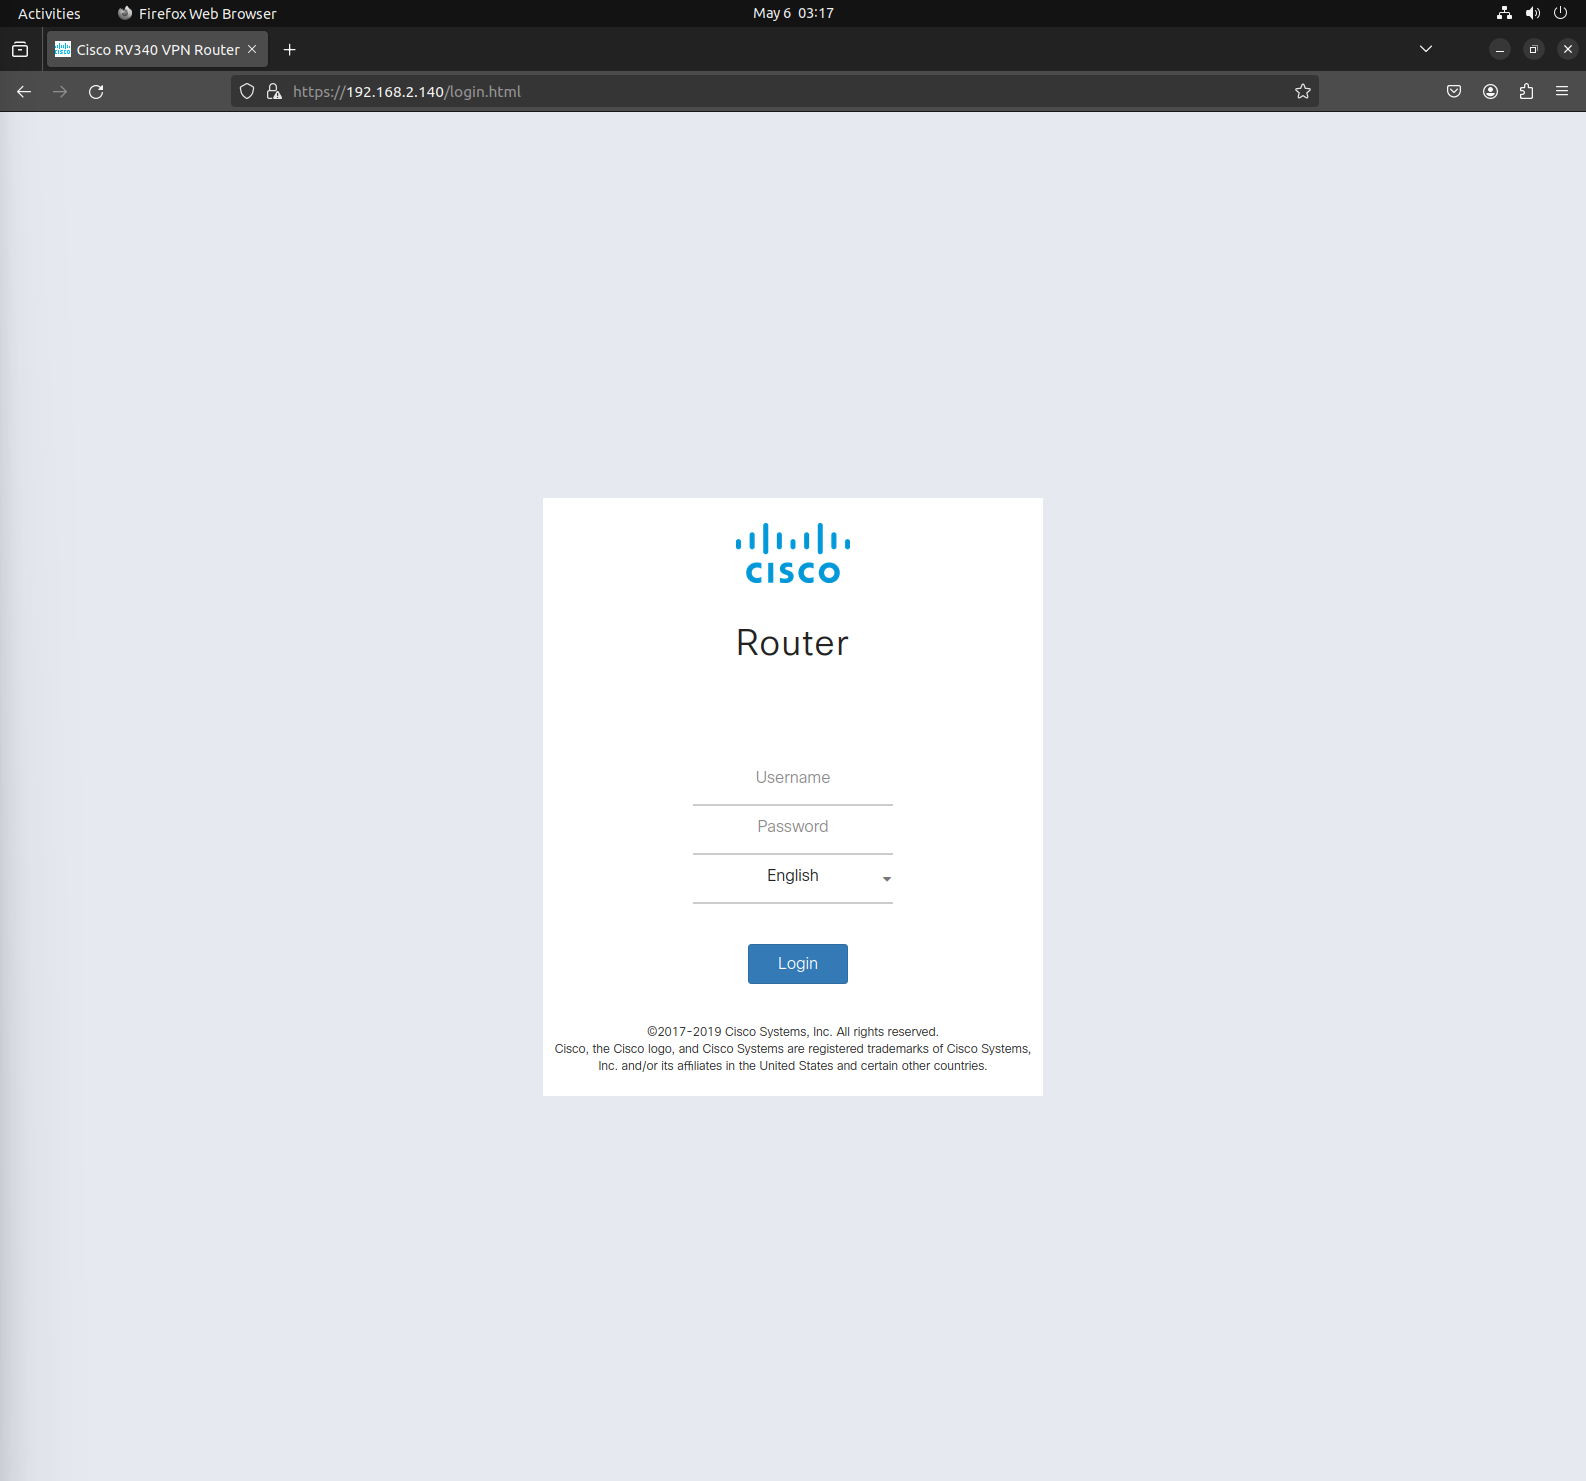 Activities
Firefox Web Browser
May 6 03:17
Cisco RV340 VPN Router
https://192.168.2.140/login.html
CISCO
Router
Username
Password
English
Login
©2017-2019 Cisco Systems, Inc. All rights reserved.
Cisco, the Cisco logo, and Cisco Systems are registered trademarks of Cisco Systems,
Inc. and/or its affiliates in the United States and certain other countries.